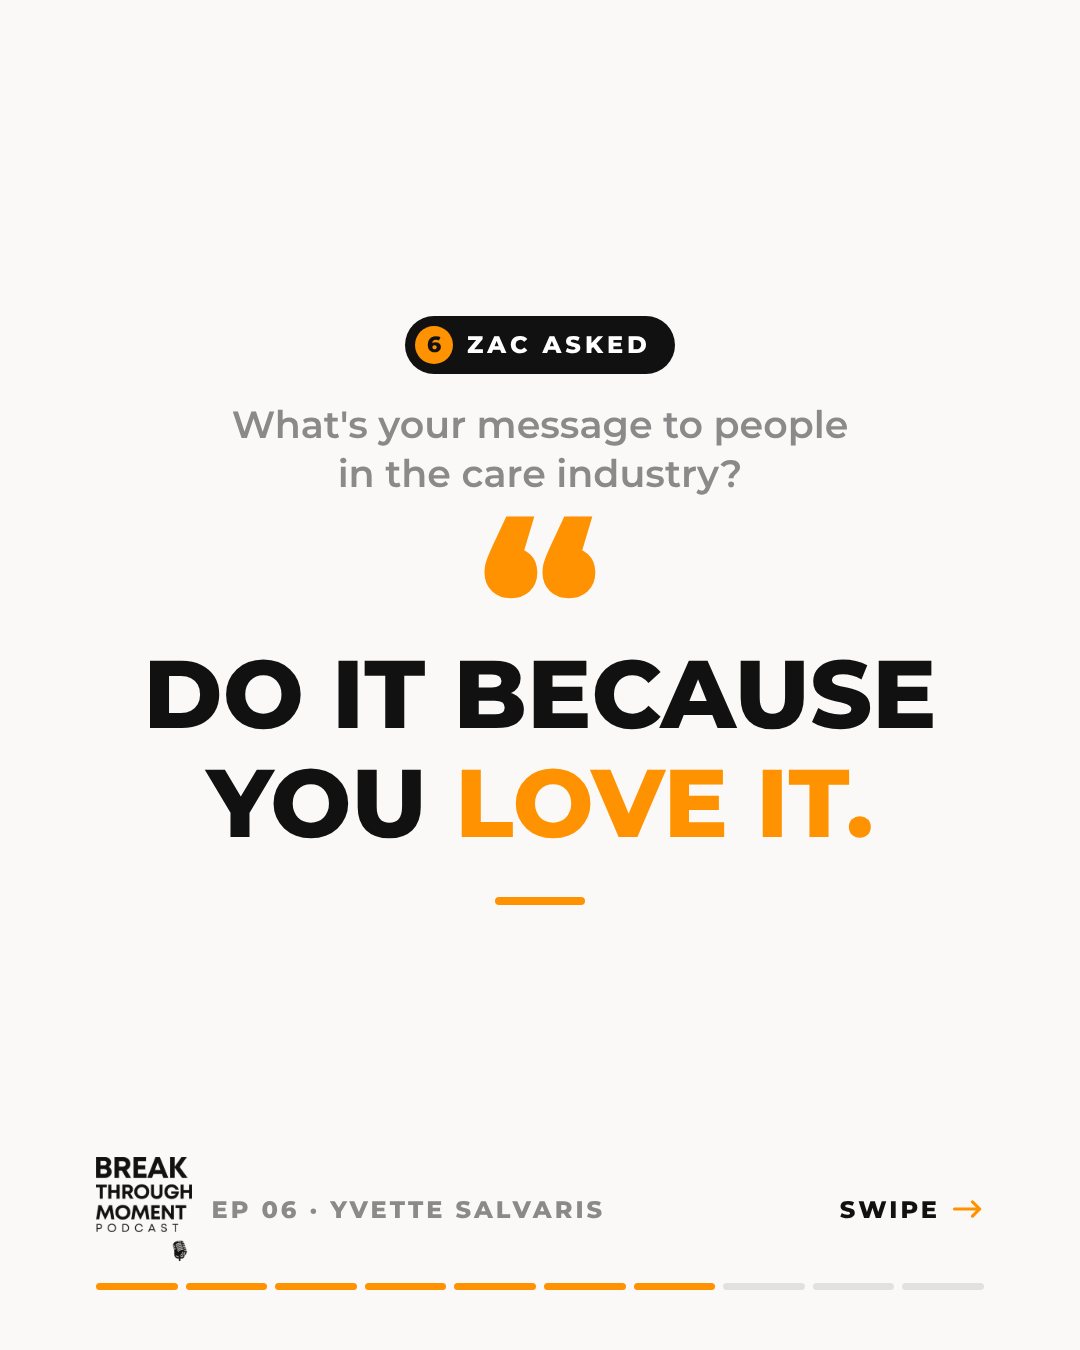 6 ZAC ASKED
What's your message to people
in the care industry?
“
DO IT BECAUSE
YOU LOVE IT.
BREAK
THROUGH
MOMENT
PODCAST
EP 06 · YVETTE SALVARIS
SWIPE →